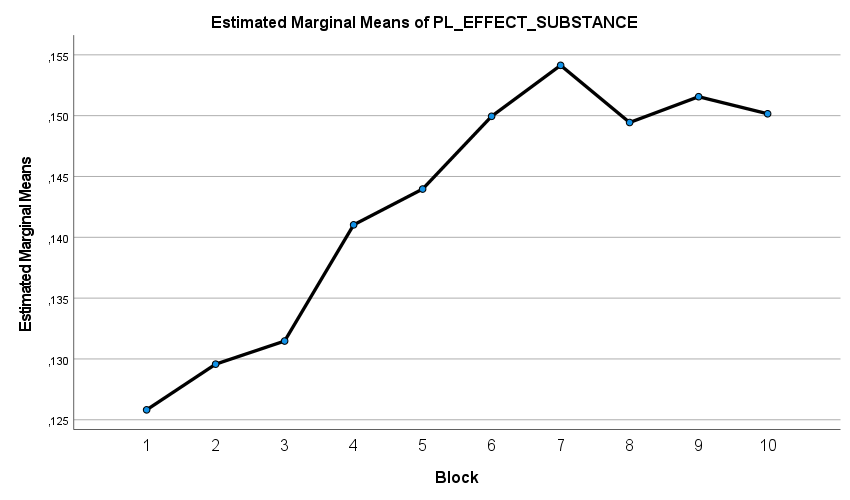 Estimated Marginal Means of PL_EFFECT_SUBSTANCE
Estimated Marginal Means
,155
,150
,145
,140
,135
,130
,125
1 2 3 4 5 6 7 8 9 10
Block